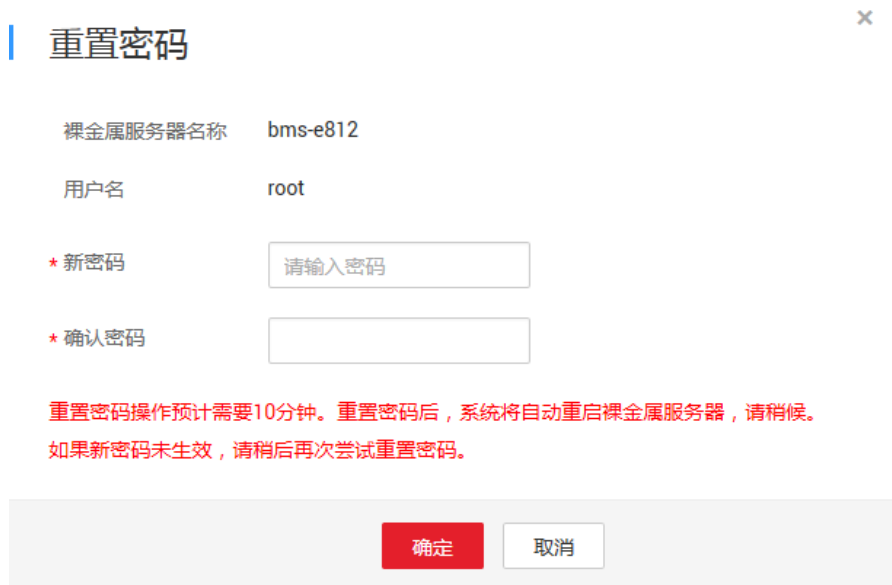 重置密码
×
裸金属服务器名称 bms-e812
用户名 root
* 新密码 请输入密码
* 确认密码
重置密码操作预计需要10分钟。重置密码后，系统将自动重启裸金属服务器，请稍候。
如果新密码未生效，请稍后再次尝试重置密码。
确定 取消